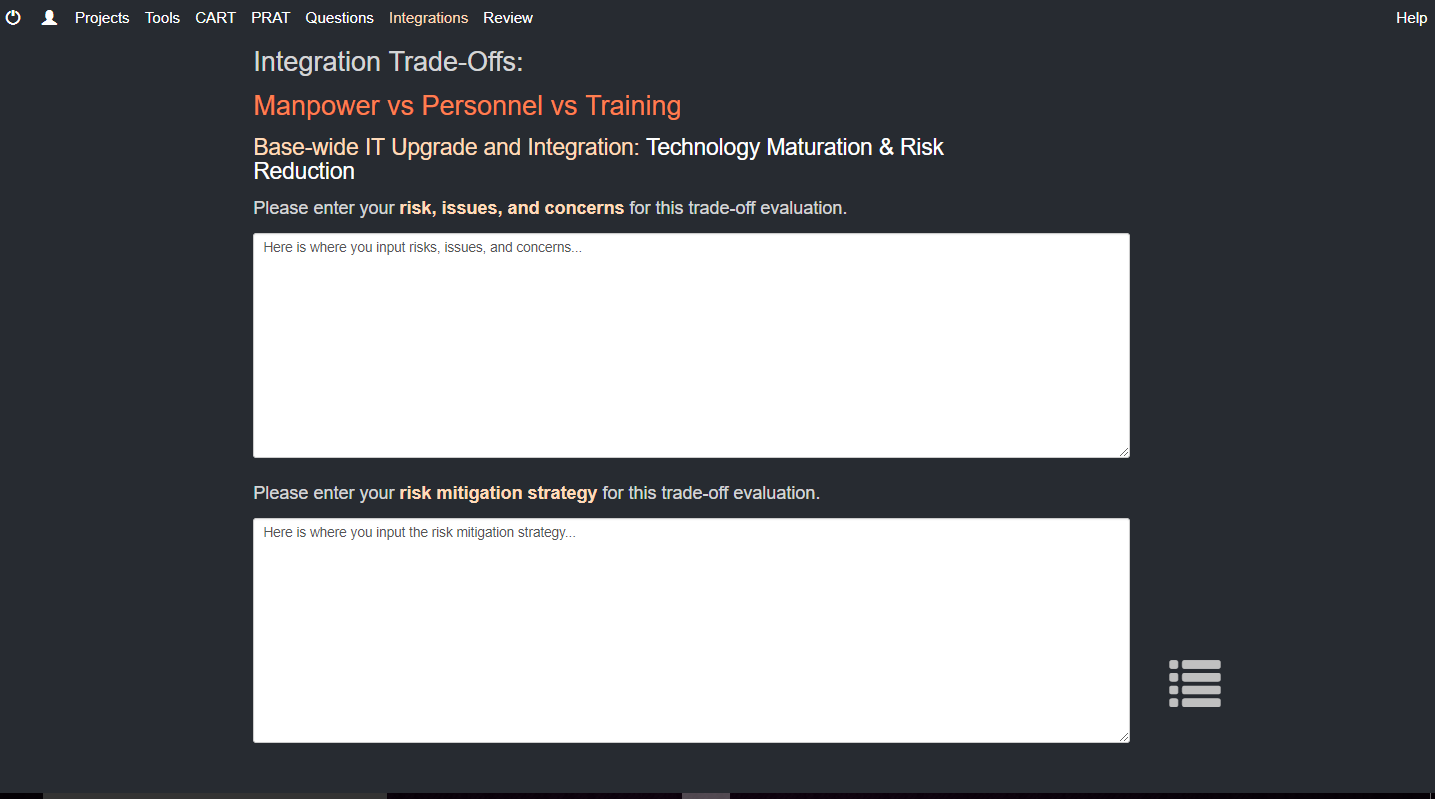 Projects Tools CART PRAT Questions Integrations Review Help
Integration Trade-Offs:
Manpower vs Personnel vs Training
Base-wide IT Upgrade and Integration: Technology Maturation & Risk
Reduction
Please enter your risk, issues, and concerns for this trade-off evaluation.
Here is where you input risks, issues, and concerns...
Please enter your risk mitigation strategy for this trade-off evaluation.
Here is where you input the risk mitigation strategy...